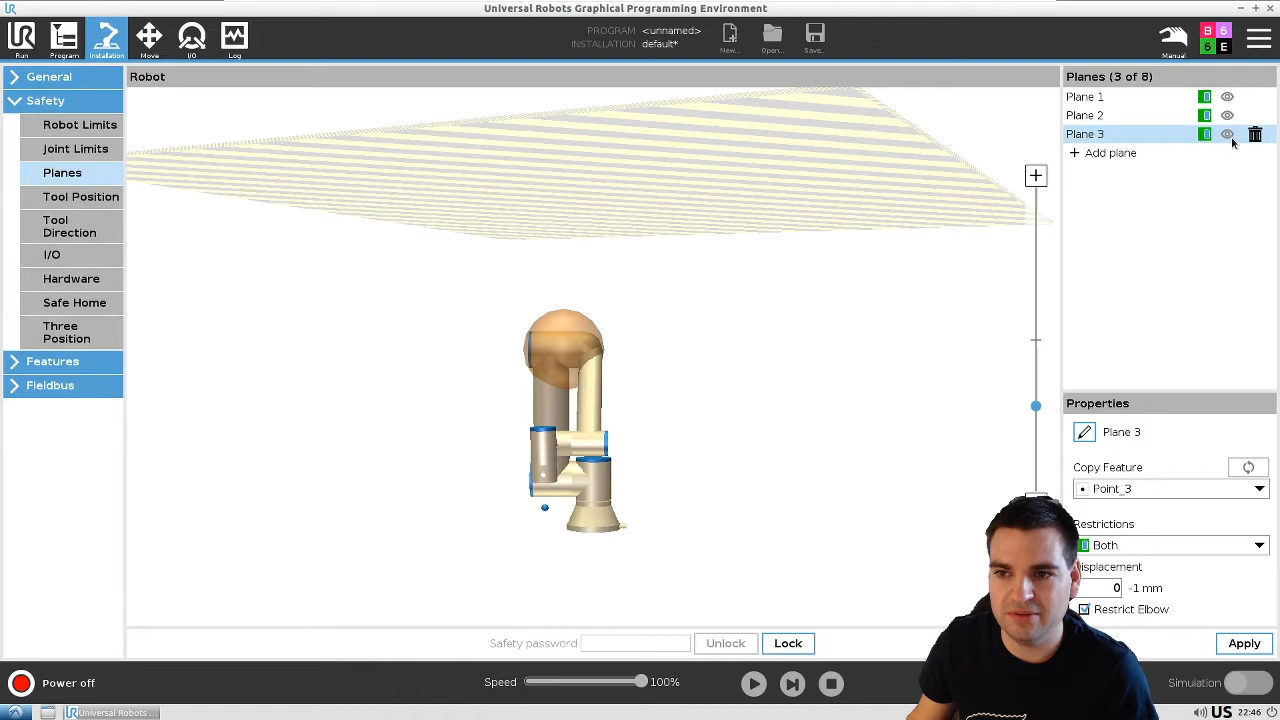 Universal Robots Graphical Programming Environment
Run
Program
Installation
Move
I/O
Log
PROGRAM <unnamed>
INSTALLATION default*
New...
Open...
Save...
Manual
B 6
6 E
General
Safety
Robot Limits
Joint Limits
Planes
Tool Position
Tool
Direction
I/O
Hardware
Safe Home
Three
Position
Features
Fieldbus
Robot
Planes (3 of 8)
Plane 1
Plane 2
Plane 3
+ Add plane
Properties
Plane 3
Copy Feature
Point_3
Restrictions
Both
Displacement
0 -1 mm
Restrict Elbow
Safety password
Unlock
Lock
Apply
Power off
Speed 100%
Simulation
Universal Robots ...
US 22:46